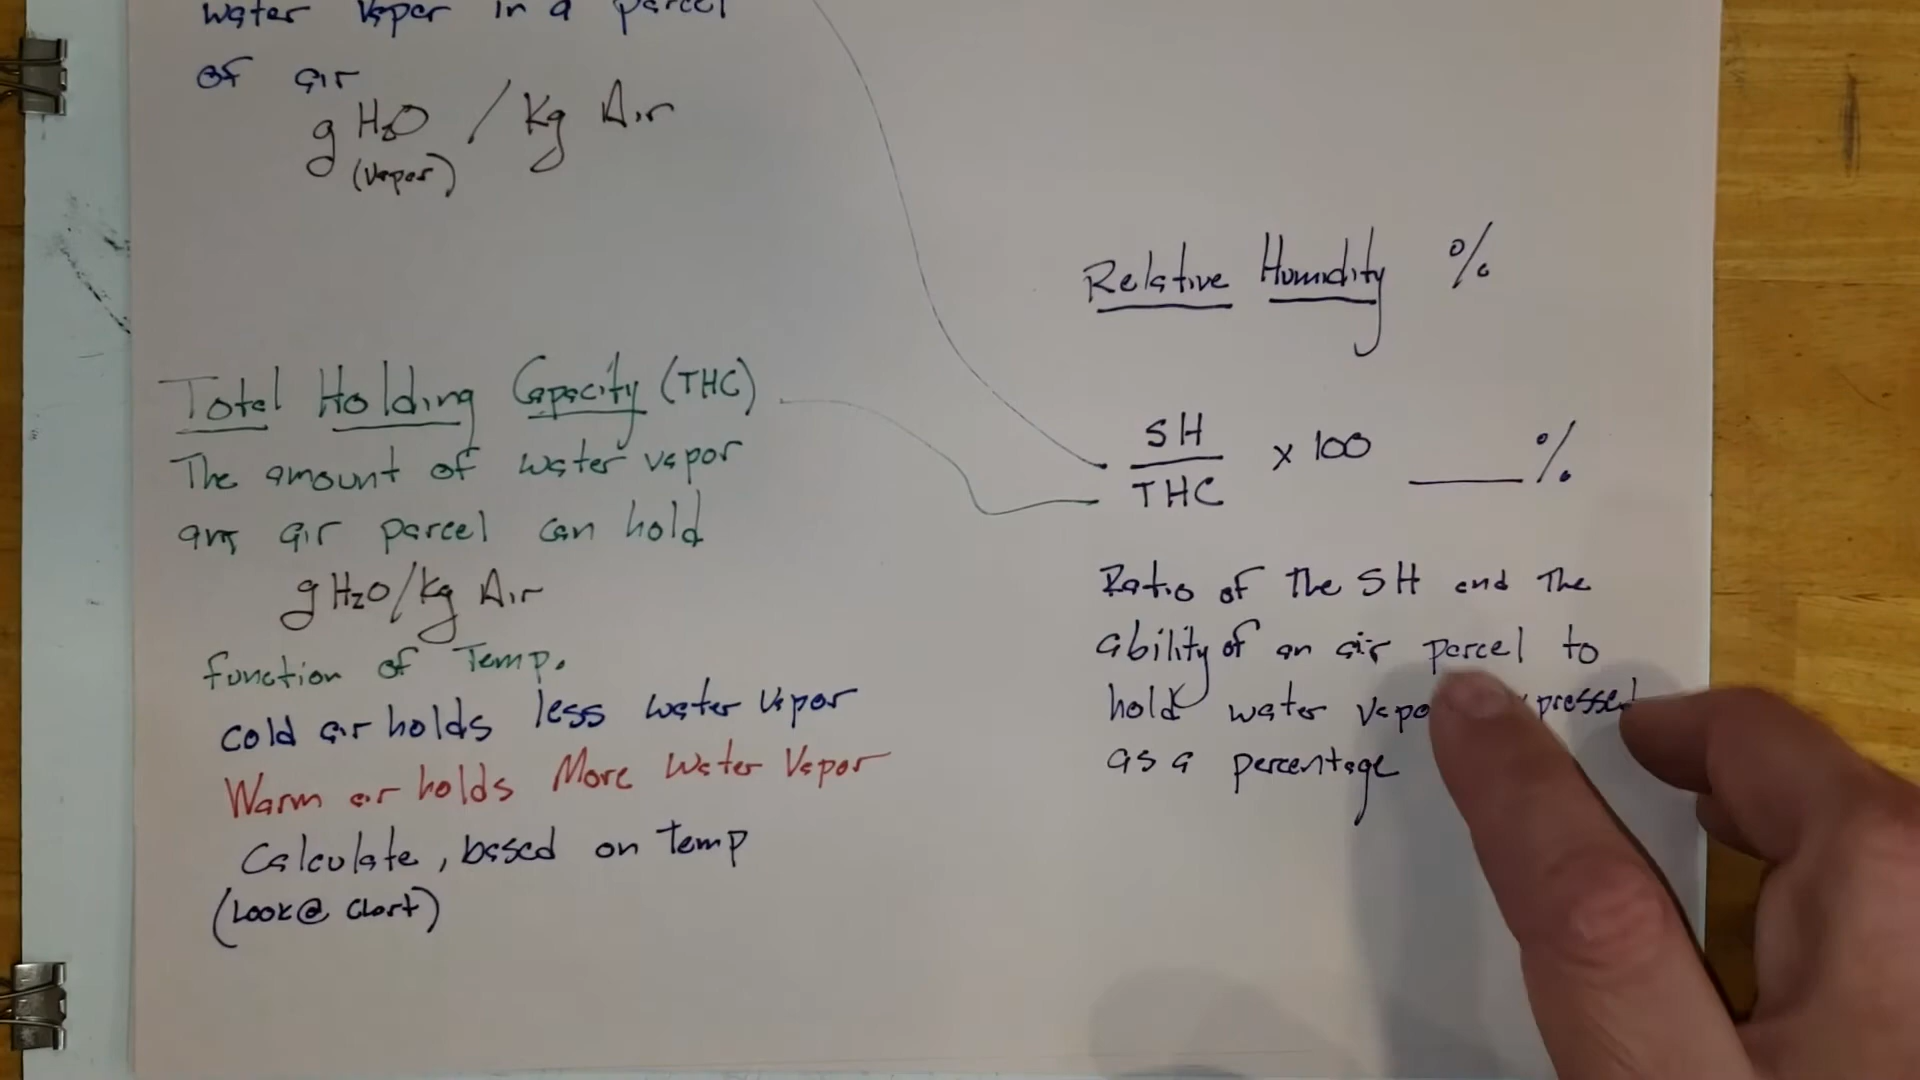 water vapor in a parcel
of air
g H2O / Kg Air
(vapor)
Total Holding Capacity (THC)
The amount of water vapor
any air parcel can hold
g H2O/Kg Air
function of Temp.
cold air holds less water vapor
Warm air holds More Water Vapor
Calculate, based on Temp
(Look @ Chart)
Relative Humidity %
SH
THC
x 100 ____%
Ratio of the SH and the
ability of an air parcel to
hold water
as a percentage